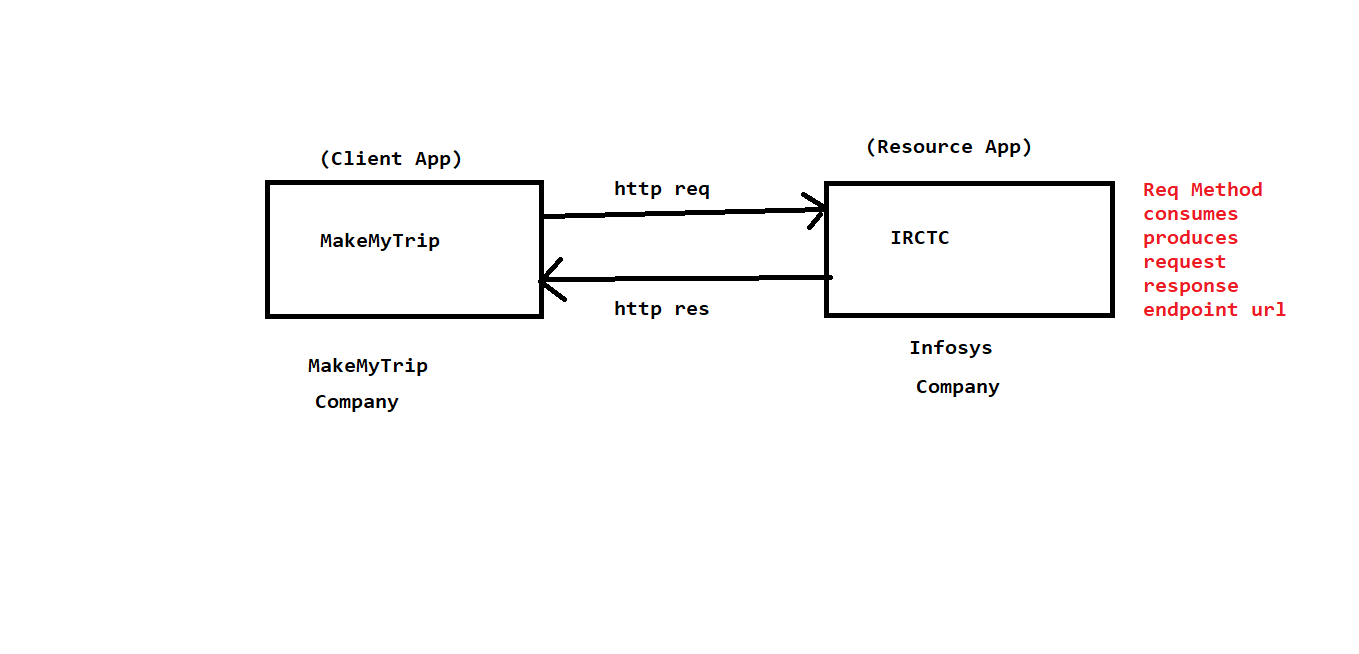 (Client App)
(Resource App)
http req
MakeMyTrip
IRCTC
http res
Req Method
consumes
produces
request
response
endpoint url
MakeMyTrip
Company
Infosys
Company